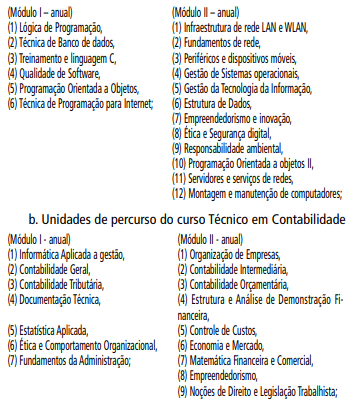 (Módulo I – anual)
(1) Lógica de Programação,
(2) Técnica de Banco de dados,
(3) Treinamento e linguagem C,
(4) Qualidade de Software,
(5) Programação Orientada a Objetos,
(6) Técnica de Programação para Internet;
(Módulo II – anual)
(1) Infraestrutura de rede LAN e WLAN,
(2) Fundamentos de rede,
(3) Periféricos e dispositivos móveis,
(4) Gestão de Sistemas operacionais,
(5) Gestão da Tecnologia da Informação,
(6) Estrutura de Dados,
(7) Empreendedorismo e inovação,
(8) Ética e Segurança digital,
(9) Responsabilidade ambiental,
(10) Programação Orientada a objetos II,
(11) Servidores e serviços de redes,
(12) Montagem e manutenção de computadores;
b. Unidades de percurso do curso Técnico em Contabilidade
(Módulo I - anual)
(1) Informática Aplicada a gestão,
(2) Contabilidade Geral,
(3) Contabilidade Tributária,
(4) Documentação Técnica,
(5) Estatística Aplicada,
(6) Ética e Comportamento Organizacional,
(7) Fundamentos da Administração;
(Módulo II - anual)
(1) Organização de Empresas,
(2) Contabilidade Intermediária,
(3) Contabilidade Orçamentária,
(4) Estrutura e Análise de Demonstração Fi-
nanceira,
(5) Controle de Custos,
(6) Economia e Mercado,
(7) Matemática Financeira e Comercial,
(8) Empreendedorismo,
(9) Noções de Direito e Legislação Trabalhista;